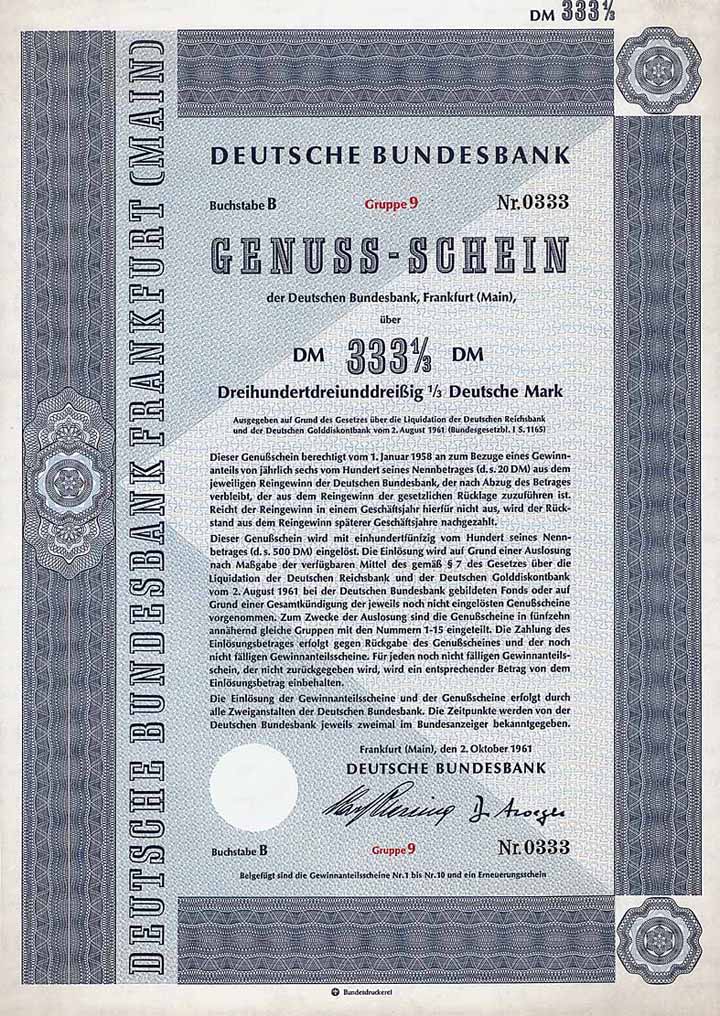 DM 333⅓
DEUTSCHE BUNDESBANK FRANKFURT (MAIN)
DEUTSCHE BUNDESBANK
Buchstabe B Gruppe 9 Nr. 0333
GENUSS-SCHEIN
der Deutschen Bundesbank, Frankfurt (Main),
über
DM 333⅓ DM
Dreihundertdreiunddreißig ⅓ Deutsche Mark
Ausgegeben auf Grund des Gesetzes über die Liquidation der Deutschen Reichsbank
und der Deutschen Golddiskontbank vom 2. August 1961 (Bundesgesetzbl. I S. 1165)
Dieser Genußschein berechtigt vom 1. Januar 1958 an zum Bezuge eines Gewinn-
anteils von jährlich sechs vom Hundert seines Nennbetrages (d. s. 20 DM) aus dem
jeweiligen Reingewinn der Deutschen Bundesbank, der nach Abzug des Betrages
verbleibt, der aus dem Reingewinn der gesetzlichen Rücklage zuzuführen ist.
Reicht der Reingewinn in einem Geschäftsjahr hierfür nicht aus, wird der Rück-
stand aus dem Reingewinn späterer Geschäftsjahre nachgezahlt.
Dieser Genußschein wird mit einhundertfünfzig vom Hundert seines Nenn-
betrages (d. s. 500 DM) eingelöst. Die Einlösung wird auf Grund einer Auslosung
nach Maßgabe der verfügbaren Mittel des gemäß § 7 des Gesetzes über die
Liquidation der Deutschen Reichsbank und der Deutschen Golddiskontbank
vom 2. August 1961 bei der Deutschen Bundesbank gebildeten Fonds oder auf
Grund einer Gesamtkündigung der jeweils noch nicht eingelösten Genußscheine
vorgenommen. Zum Zwecke der Auslosung sind die Genußscheine in fünfzehn
annähernd gleiche Gruppen mit den Nummern 1-15 eingeteilt. Die Zahlung des
Einlösungsbetrages erfolgt gegen Rückgabe des Genußscheines und der noch
nicht fälligen Gewinnanteilscheine. Für jeden noch nicht fälligen Gewinnanteils-
schein, der nicht zurückgegeben wird, wird ein entsprechender Betrag von dem
Einlösungsbetrag einbehalten.
Die Einlösung der Gewinnanteilsscheine und der Genußscheine erfolgt durch
alle Zweiganstalten der Deutschen Bundesbank. Die Zeitpunkte werden von der
Deutschen Bundesbank jeweils zweimal im Bundesanzeiger bekanntgegeben.
Frankfurt (Main), den 2. Oktober 1961
DEUTSCHE BUNDESBANK
Buchstabe B Gruppe 9 Nr. 0333
Beigefügt sind die Gewinnanteilscheine Nr. 1 bis Nr. 10 und ein Erneuerungsschein
Bundesdruckerei